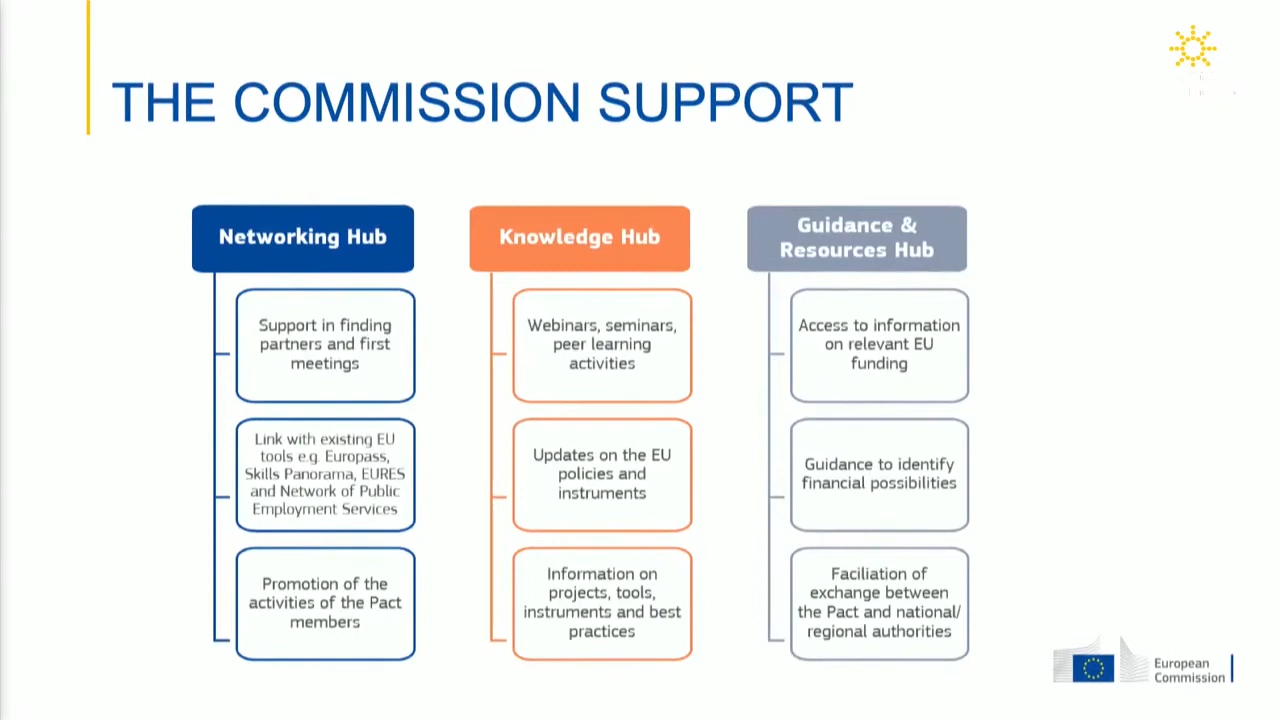 THE COMMISSION SUPPORT
Networking Hub
Support in finding
partners and first
meetings
Link with existing EU
tools e.g. Europass,
Skills Panorama, EURES
and Network of Public
Employment Services
Promotion of the
activities of the Pact
members
Knowledge Hub
Webinars, seminars,
peer learning
activities
Updates on the EU
policies and
instruments
Information on
projects, tools,
instruments and best
practices
Guidance &
Resources Hub
Access to information
on relevant EU
funding
Guidance to identify
financial possibilities
Faciliation of
exchange between
the Pact and national/
regional authorities
European
Commission